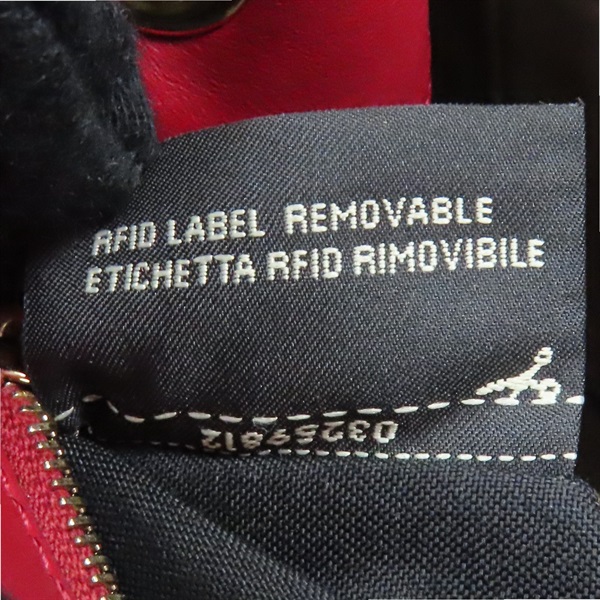 RFID LABEL REMOVABLE
ETICHETTA RFID RIMOVIBILE
03259812